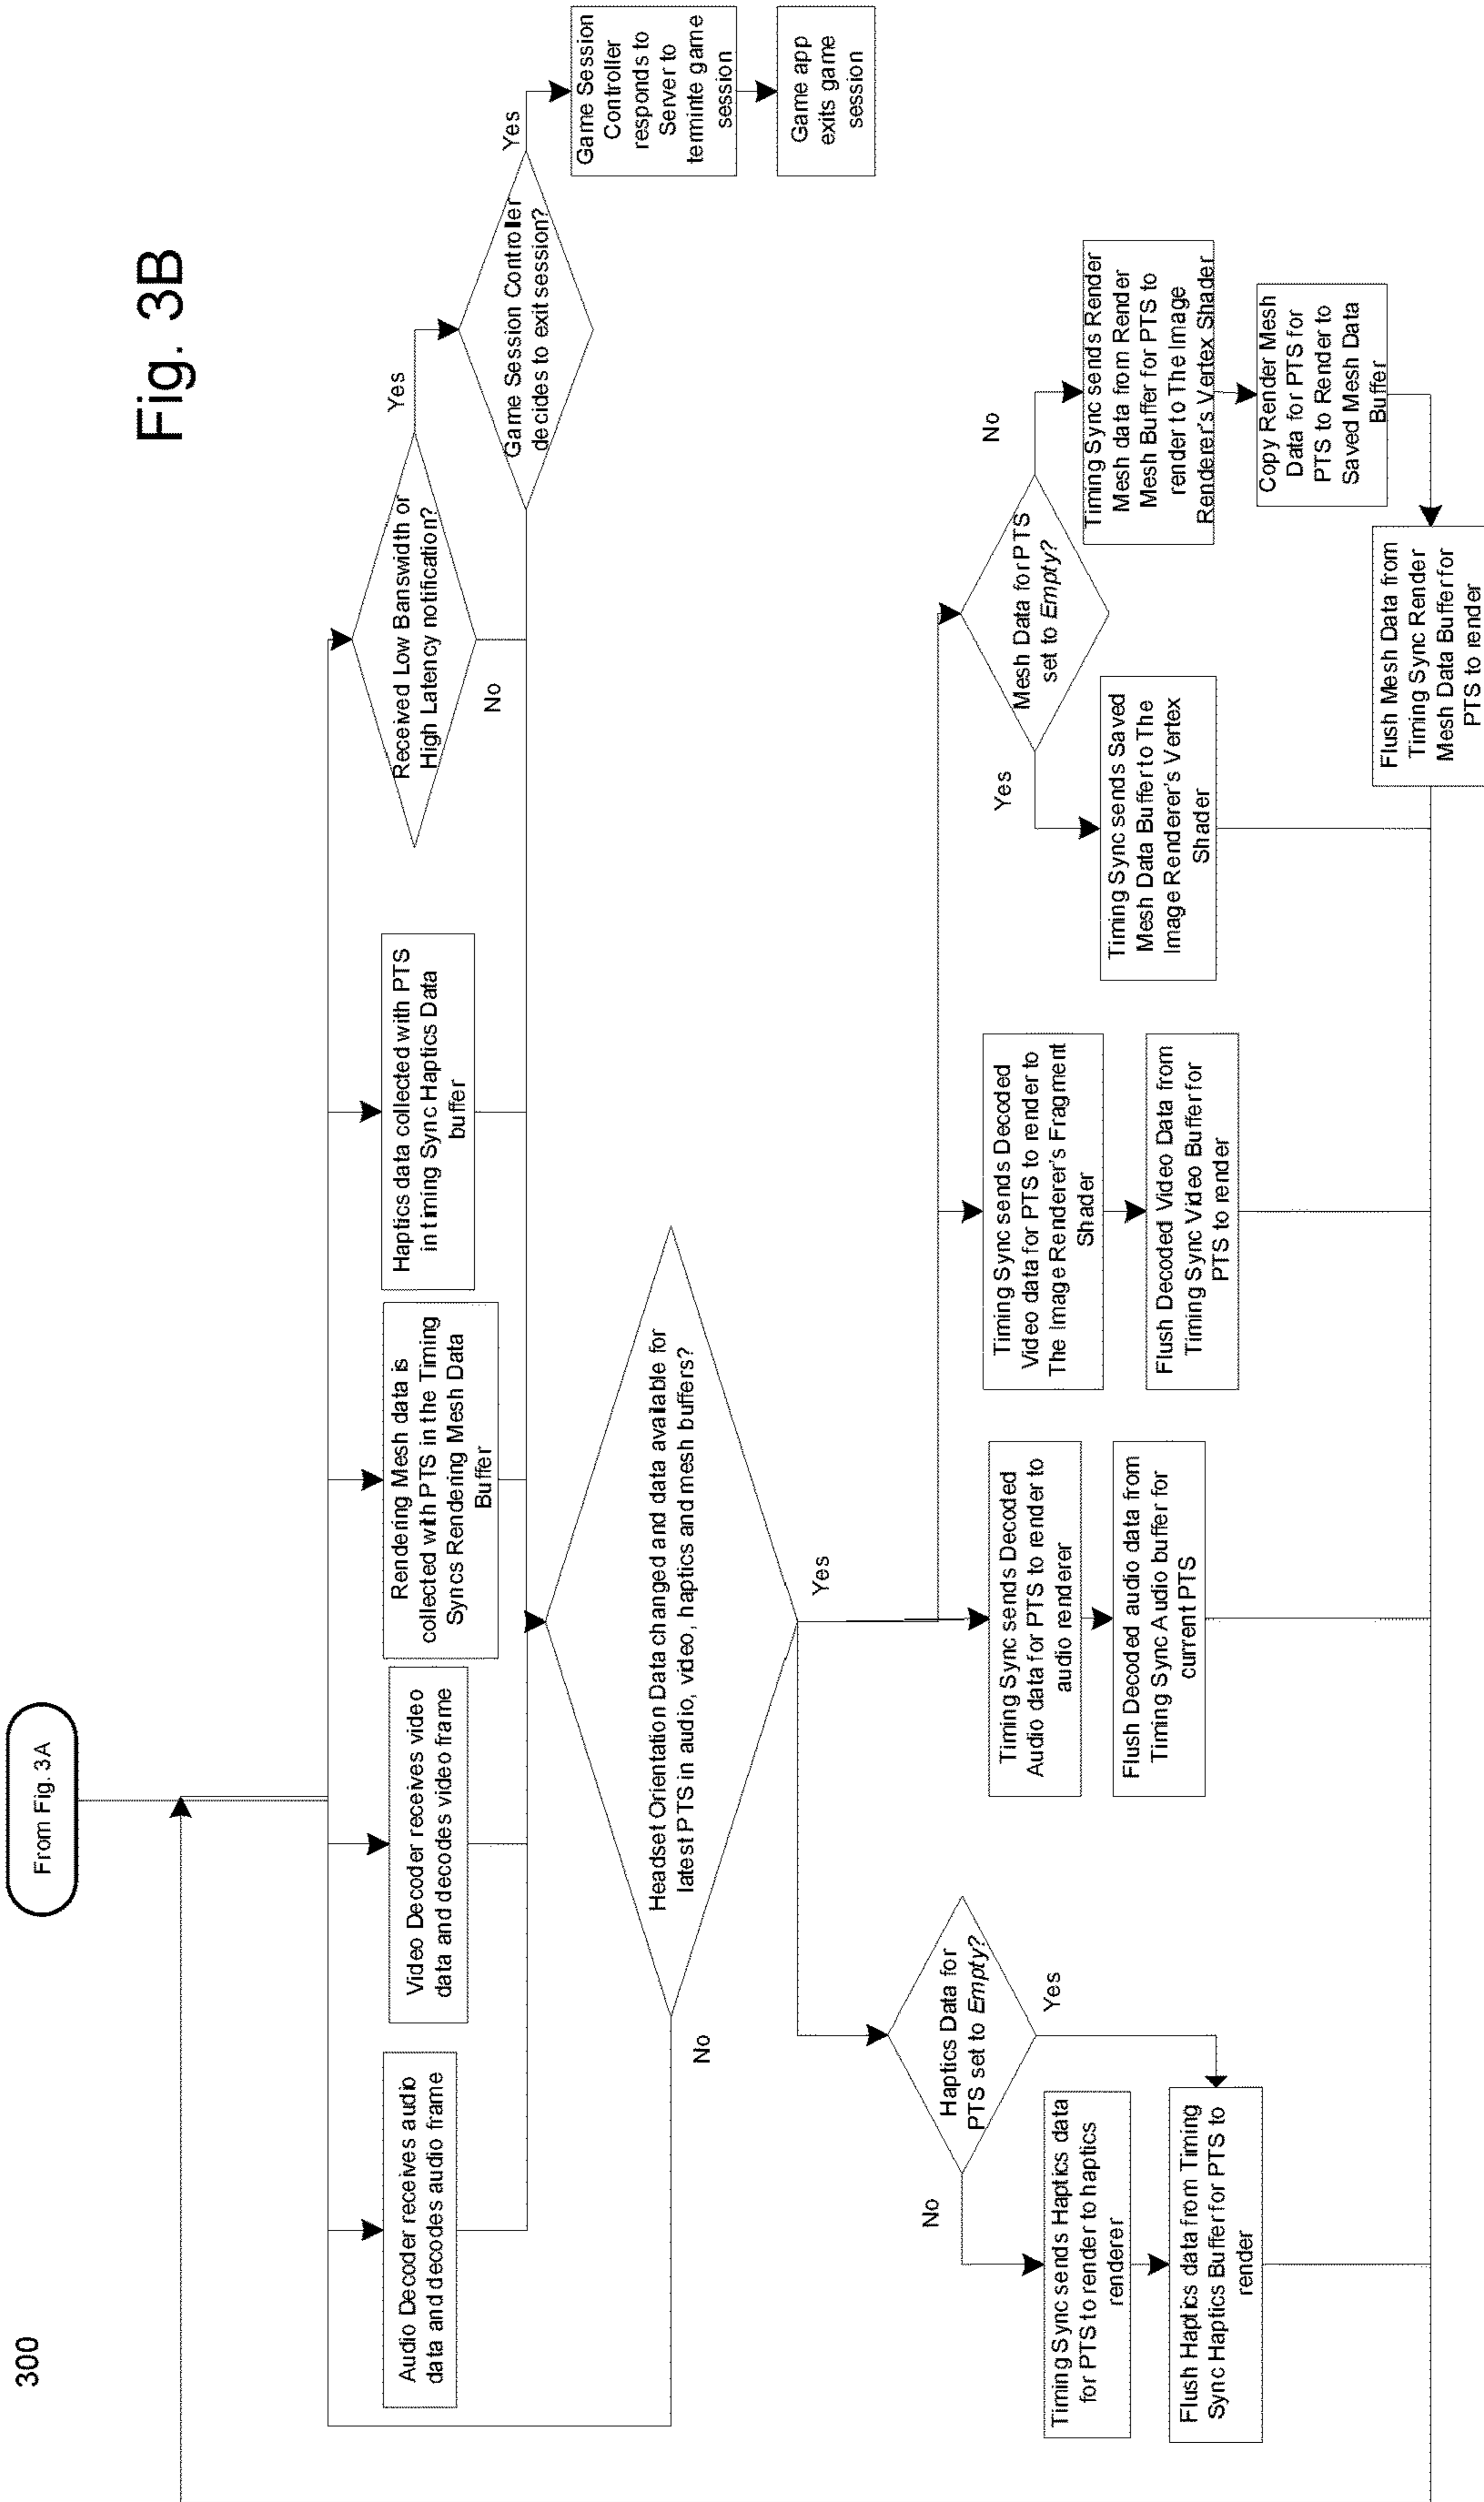 300
From Fig. 3A
Fig. 3B
Audio Decoder receives audio
data and decodes audio frame
Video Decoder receives video
data and decodes video frame
Rendering Mesh data is
collected with PTS in the Timing
Syncs Rendering Mesh Data
Buffer
Haptics data collected with PTS
in timing Sync Haptics Data
buffer
Received Low Banswidth or
High Latency notification?
Yes
No
Game Session Controller
decides to exit session?
Yes
Game Session
Controller
responds to
Server to
terminte game
session
Game app
exits game
session
Headset Orientation Data changed and data available for
latest PTS in audio, video, haptics and mesh buffers?
No
Yes
Haptics Data for
PTS set to Empty?
No
Yes
Timing Sync sends Haptics data
for PTS to render to haptics
renderer
Flush Haptics data from Timing
Sync Haptics Buffer for PTS to
render
Timing Sync sends Decoded
Audio data for PTS to render to
audio renderer
Flush Decoded audio data from
Timing Sync Audio buffer for
current PTS
Timing Sync sends Decoded
Video data for PTS to render to
The Image Renderer's Fragment
Shader
Flush Decoded Video Data from
Timing Sync Video Buffer for
PTS to render
Mesh Data for PTS
set to Empty?
Yes
No
Timing Sync sends Saved
Mesh Data Buffer to The
Image Renderer's Vertex
Shader
Timing Sync sends Render
Mesh data from Render
Mesh Buffer for PTS to
render to The Image
Renderer's Vertex Shader
Copy Render Mesh
Data for PTS for
PTS to Render to
Saved Mesh Data
Buffer
Flush Mesh Data from
Timing Sync Render
Mesh Data Buffer for
PTS to render